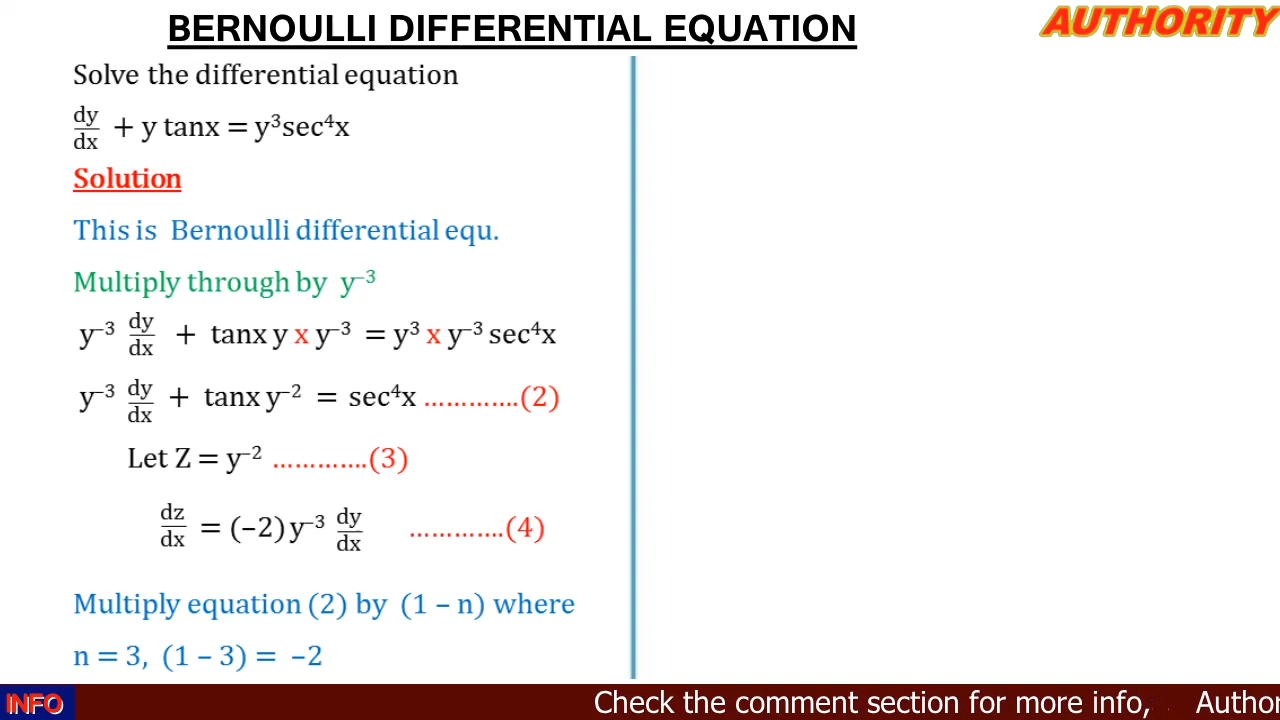 BERNOULLI DIFFERENTIAL EQUATION
AUTHORITY
Solve the differential equation
dy/dx + y tanx = y³sec⁴x
Solution
This is Bernoulli differential equ.
Multiply through by y⁻³
y⁻³ dy/dx + tanx y x y⁻³ = y³ x y⁻³ sec⁴x
y⁻³ dy/dx + tanx y⁻² = sec⁴x .............(2)
Let Z = y⁻² .............(3)
dz/dx = (–2) y⁻³ dy/dx .............(4)
Multiply equation (2) by (1 – n) where
n = 3, (1 – 3) = –2
INFO
Check the comment section for more info, Author